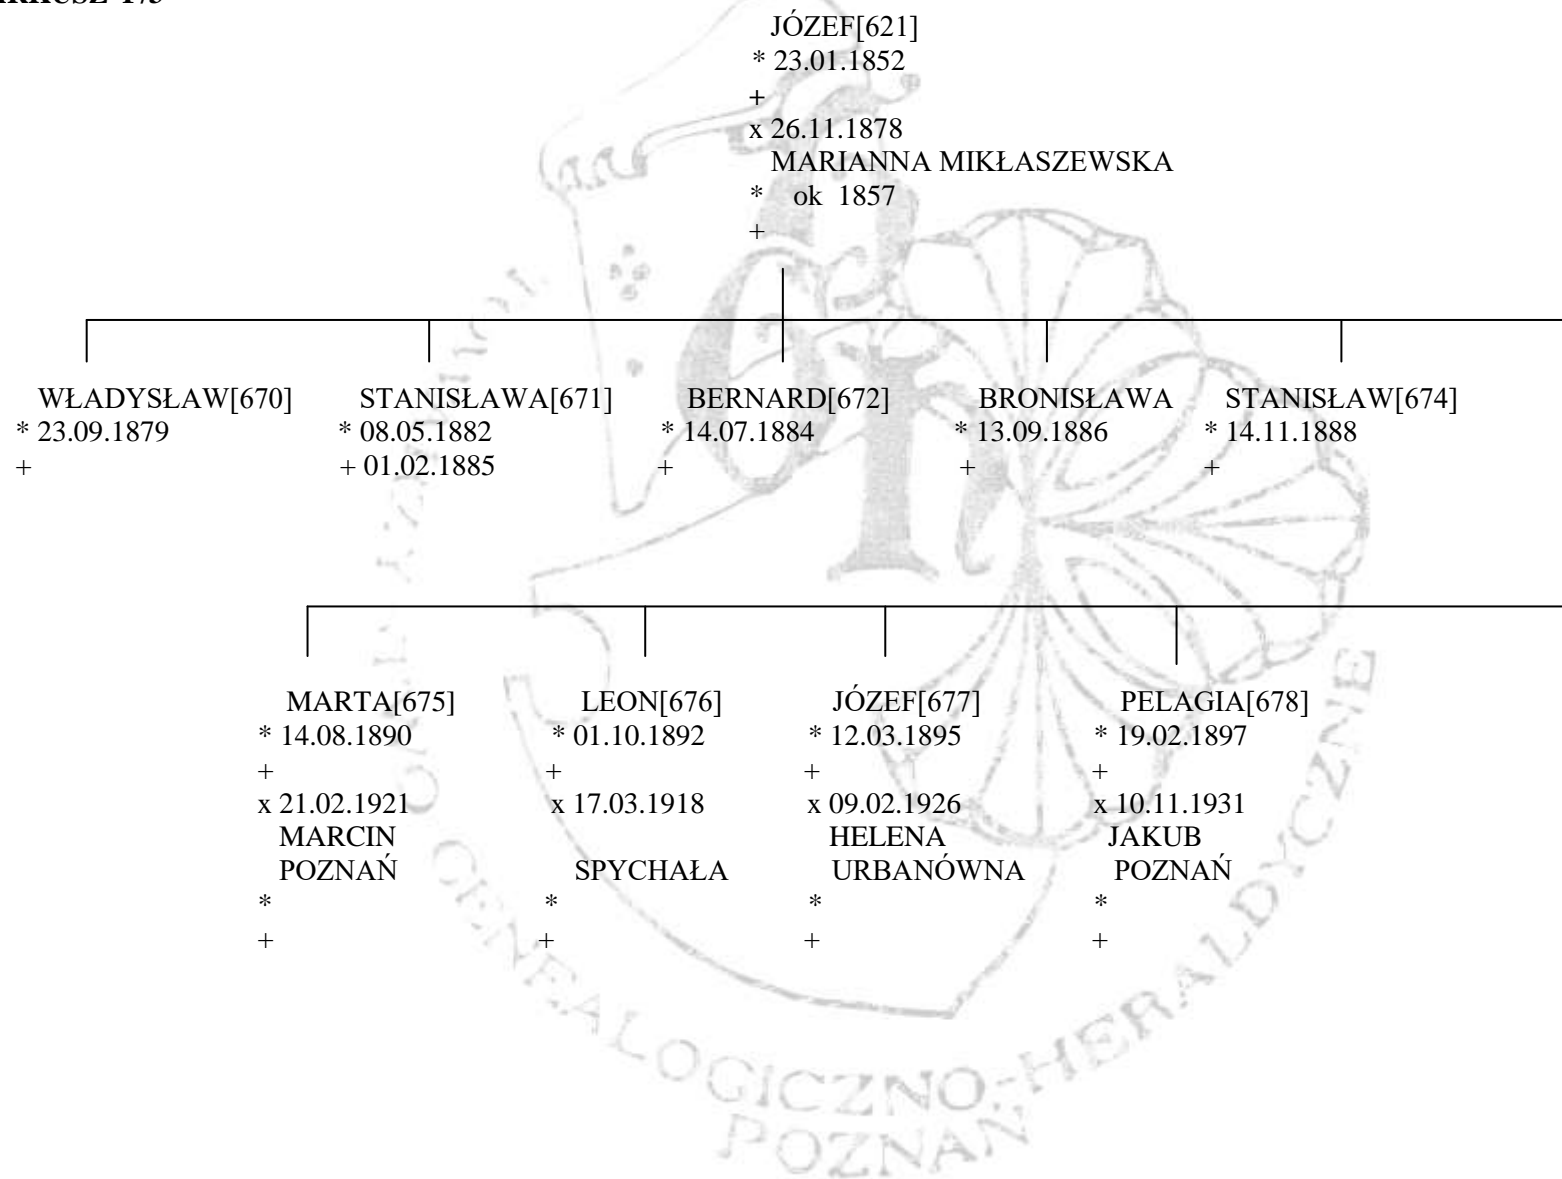 JÓZEF[621]
* 23.01.1852
+
x 26.11.1878
MARIANNA MIKŁASZEWSKA
* ok 1857
+
WŁADYSŁAW[670] STANISŁAWA[671] BERNARD[672] BRONISŁAWA STANISŁAW[674]
* 23.09.1879 * 08.05.1882 * 14.07.1884 * 13.09.1886 * 14.11.1888
+ + 01.02.1885 + + +
MARTA[675] LEON[676] JÓZEF[677] PELAGIA[678]
* 14.08.1890 * 01.10.1892 * 12.03.1895 * 19.02.1897
+ + + +
x 21.02.1921 x 17.03.1918 x 09.02.1926 x 10.11.1931
MARCIN HELENA JAKUB
POZNAŃ SPYCHAŁA URBANÓWNA POZNAŃ
* * * *
+ + + +
GENEALOGICZNO-HERALDYCZNE
POZNAŃ